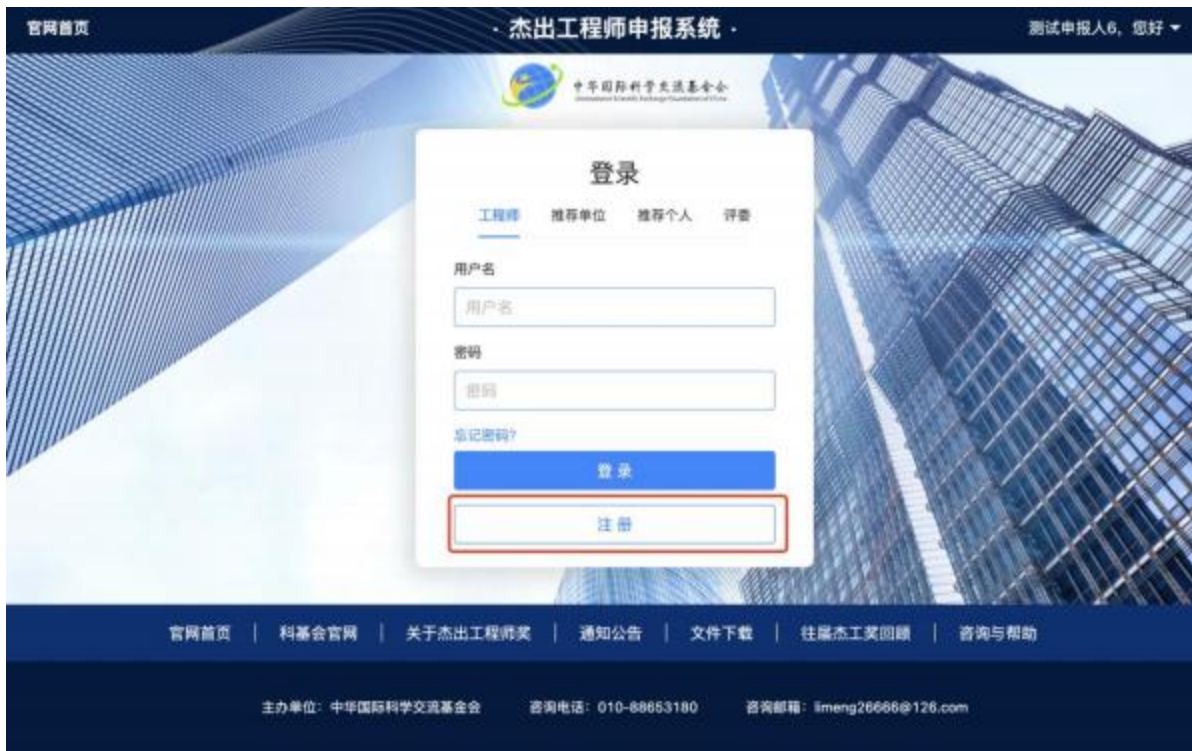 官网首页
· 杰出工程师申报系统 ·
测试申报人6，您好
中华国际科学交流基金会
登录
工程师 推荐单位 推荐个人 评委
用户名
用户名
密码
密码
忘记密码?
登 录
注 册
官网首页 | 科基会官网 | 关于杰出工程师奖 | 通知公告 | 文件下载 | 往届杰工奖回顾 | 咨询与帮助
主办单位：中华国际科学交流基金会 咨询电话：010-88653180 咨询邮箱：limeng26666@126.com